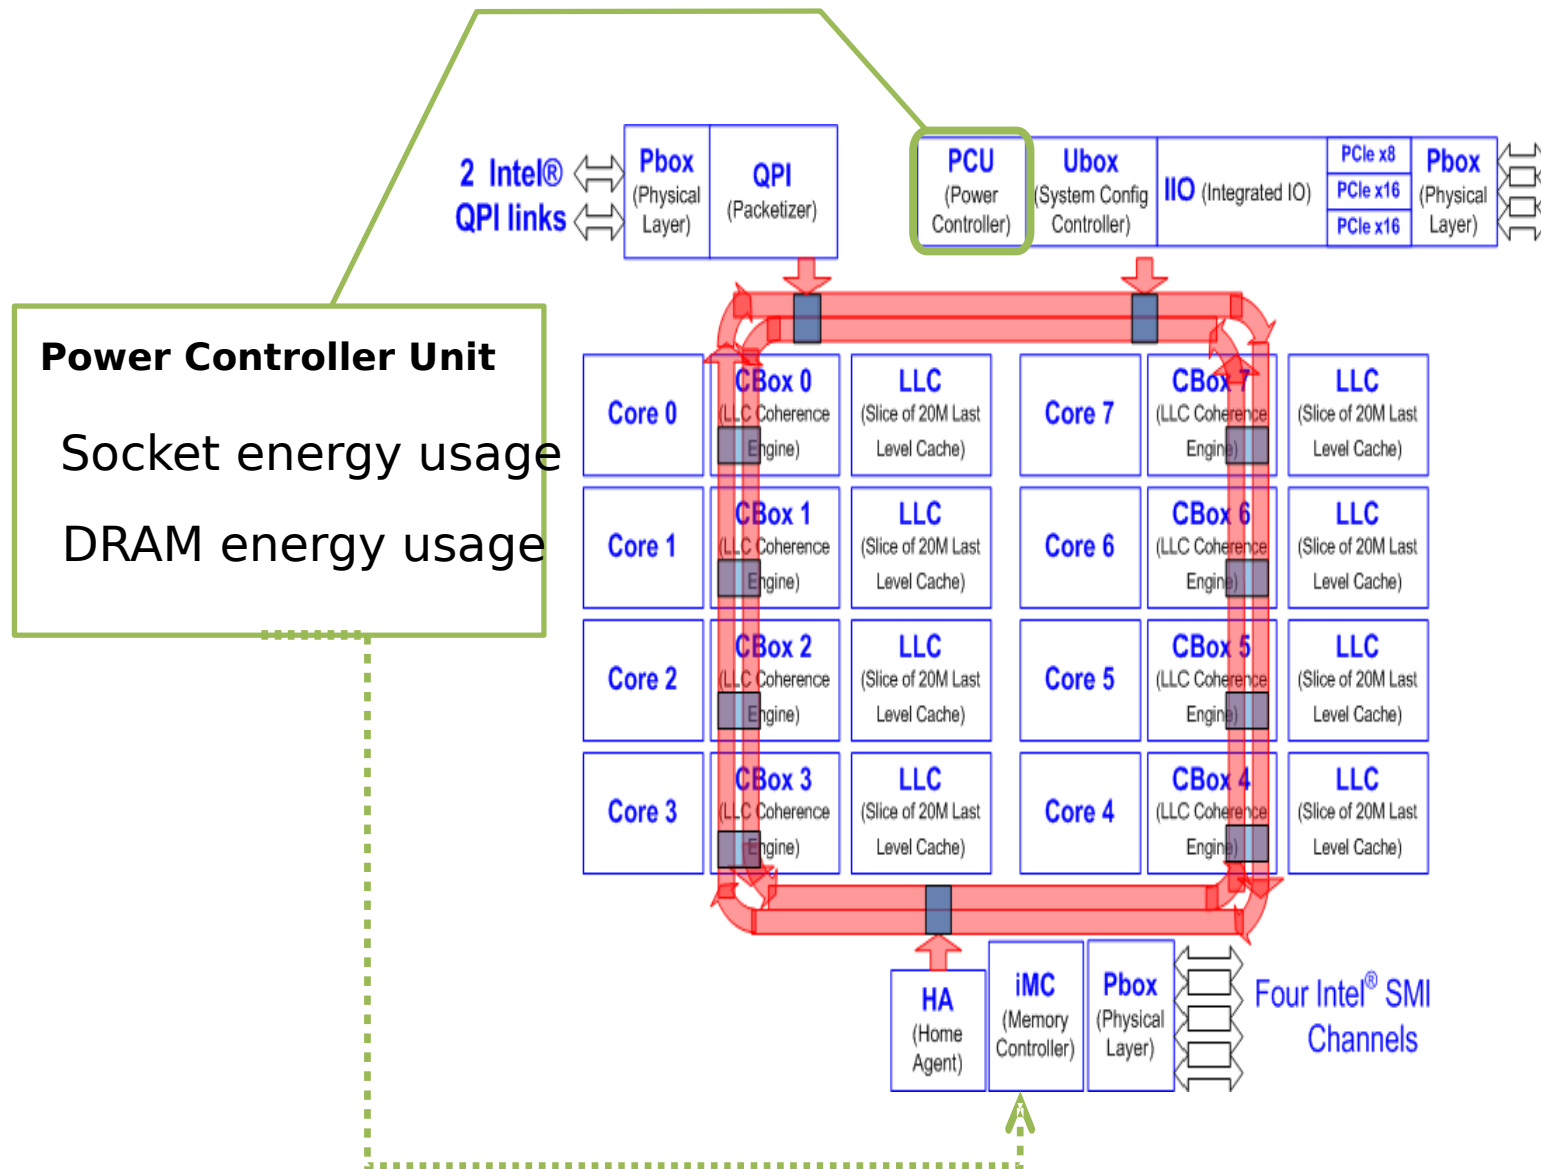 2 Intel®
QPI links
Pbox
(Physical
Layer)
QPI
(Packetizer)
PCU
(Power
Controller)
Ubox
(System Config
Controller)
IIO (Integrated IO)
PCIe x8
PCIe x16
PCIe x16
Pbox
(Physical
Layer)
Power Controller Unit
Socket energy usage
DRAM energy usage
Core 0
CBox 0
(LLC Coherence
Engine)
LLC
(Slice of 20M Last
Level Cache)
Core 7
CBox 7
(LLC Coherence
Engine)
LLC
(Slice of 20M Last
Level Cache)
Core 1
CBox 1
(LLC Coherence
Engine)
LLC
(Slice of 20M Last
Level Cache)
Core 6
CBox 6
(LLC Coherence
Engine)
LLC
(Slice of 20M Last
Level Cache)
Core 2
CBox 2
(LLC Coherence
Engine)
LLC
(Slice of 20M Last
Level Cache)
Core 5
CBox 5
(LLC Coherence
Engine)
LLC
(Slice of 20M Last
Level Cache)
Core 3
CBox 3
(LLC Coherence
Engine)
LLC
(Slice of 20M Last
Level Cache)
Core 4
CBox 4
(LLC Coherence
Engine)
LLC
(Slice of 20M Last
Level Cache)
HA
(Home
Agent)
iMC
(Memory
Controller)
Pbox
(Physical
Layer)
Four Intel® SMI
Channels